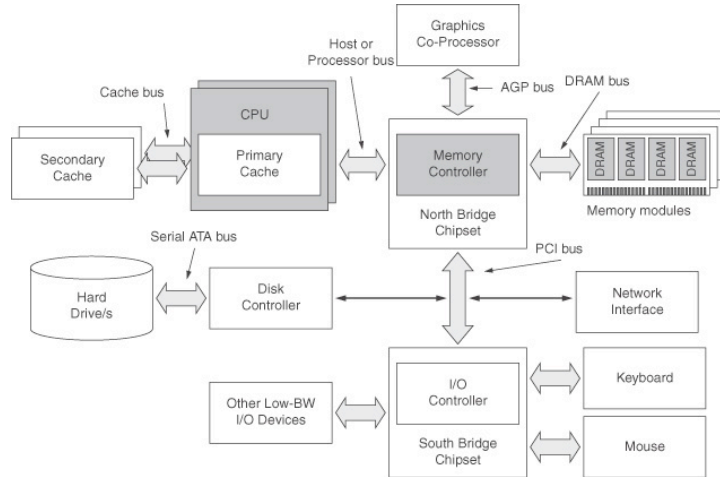 Graphics
Co-Processor
Host or
Processor bus
AGP bus
DRAM bus
Cache bus
CPU
Secondary
Cache
Primary
Cache
Memory
Controller
DRAM
DRAM
DRAM
DRAM
North Bridge
Chipset
Memory modules
Serial ATA bus
PCI bus
Hard
Drive/s
Disk
Controller
Network
Interface
Other Low-BW
I/O Devices
I/O
Controller
Keyboard
South Bridge
Chipset
Mouse